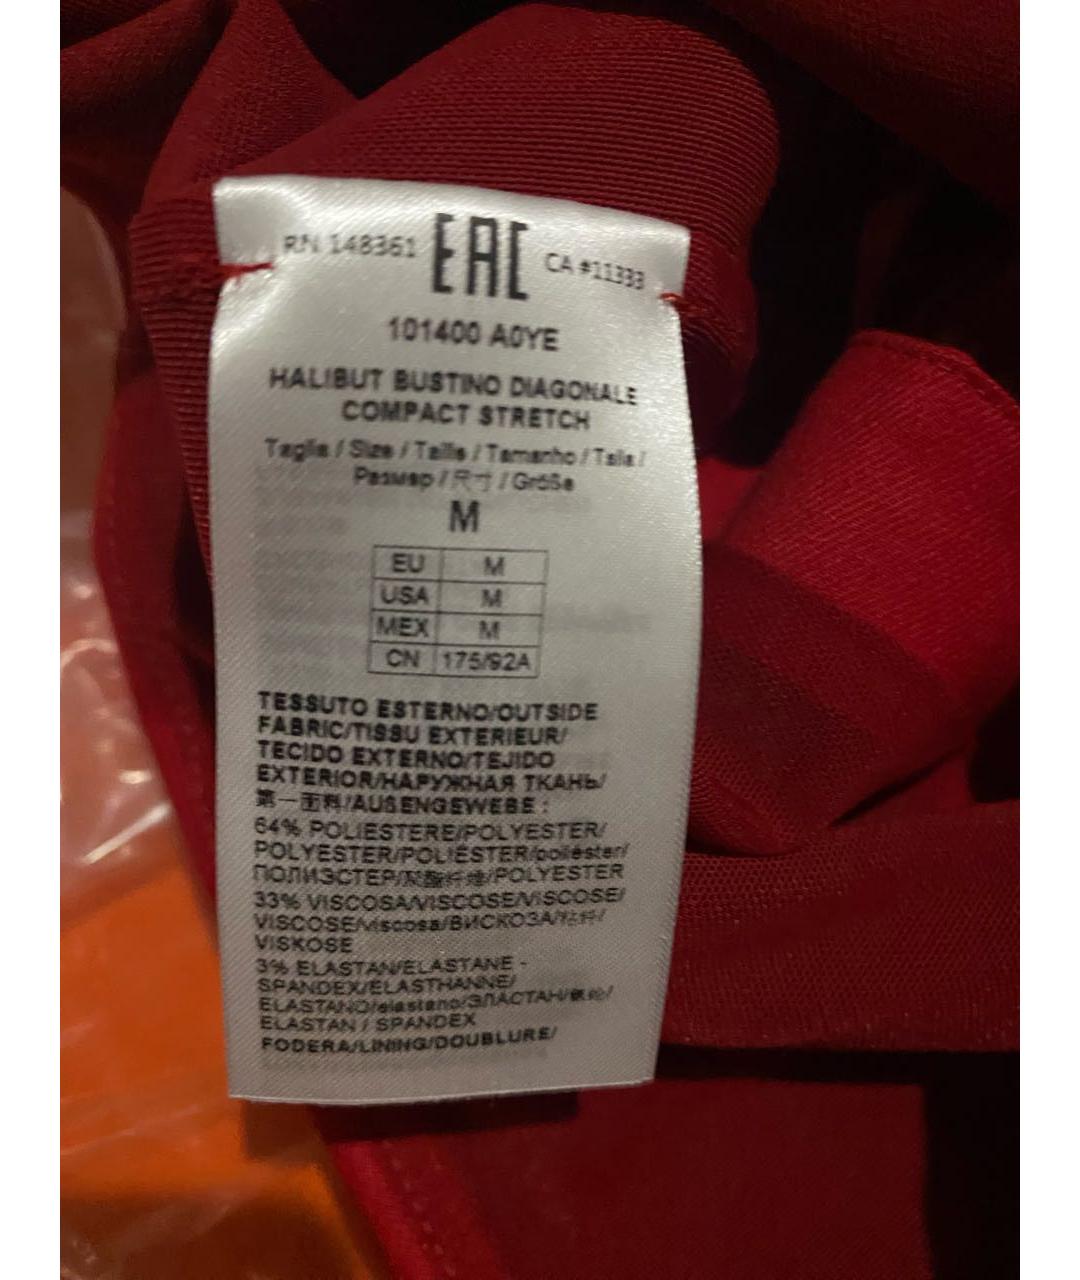 RN 148361 EAC CA #11333
101400 A0YE
HALIBUT BUSTINO DIAGONALE
COMPACT STRETCH
Taglia / Size / Taille / Tamanho / Talla /
Размер / 尺寸 / Größe
M
EU M
USA M
MEX M
CN 175/92A
TESSUTO ESTERNO/OUTSIDE
FABRIC/TISSU EXTERIEUR/
TECIDO EXTERNO/TEJIDO
EXTERIOR/НАРУЖНАЯ ТКАНЬ/
第一面料/AUSENGEWEBE :
64% POLIESTERE/POLYESTER/
POLYESTER/POLIÉSTER/poliéster/
ПОЛИЭСТЕР/聚酯纤维/POLYESTER
33% VISCOSA/VISCOSE/VISCOSE/
VISCOSE/viscosa/ВИСКОЗА/粘纤/
VISKOSE
3% ELASTAN/ELASTANE -
SPANDEX/ELASTHANNE/
ELASTANO/elastano/ЭЛАСТАН/氨纶/
ELASTAN / SPANDEX
FODERA/LINING/DOUBLURE/